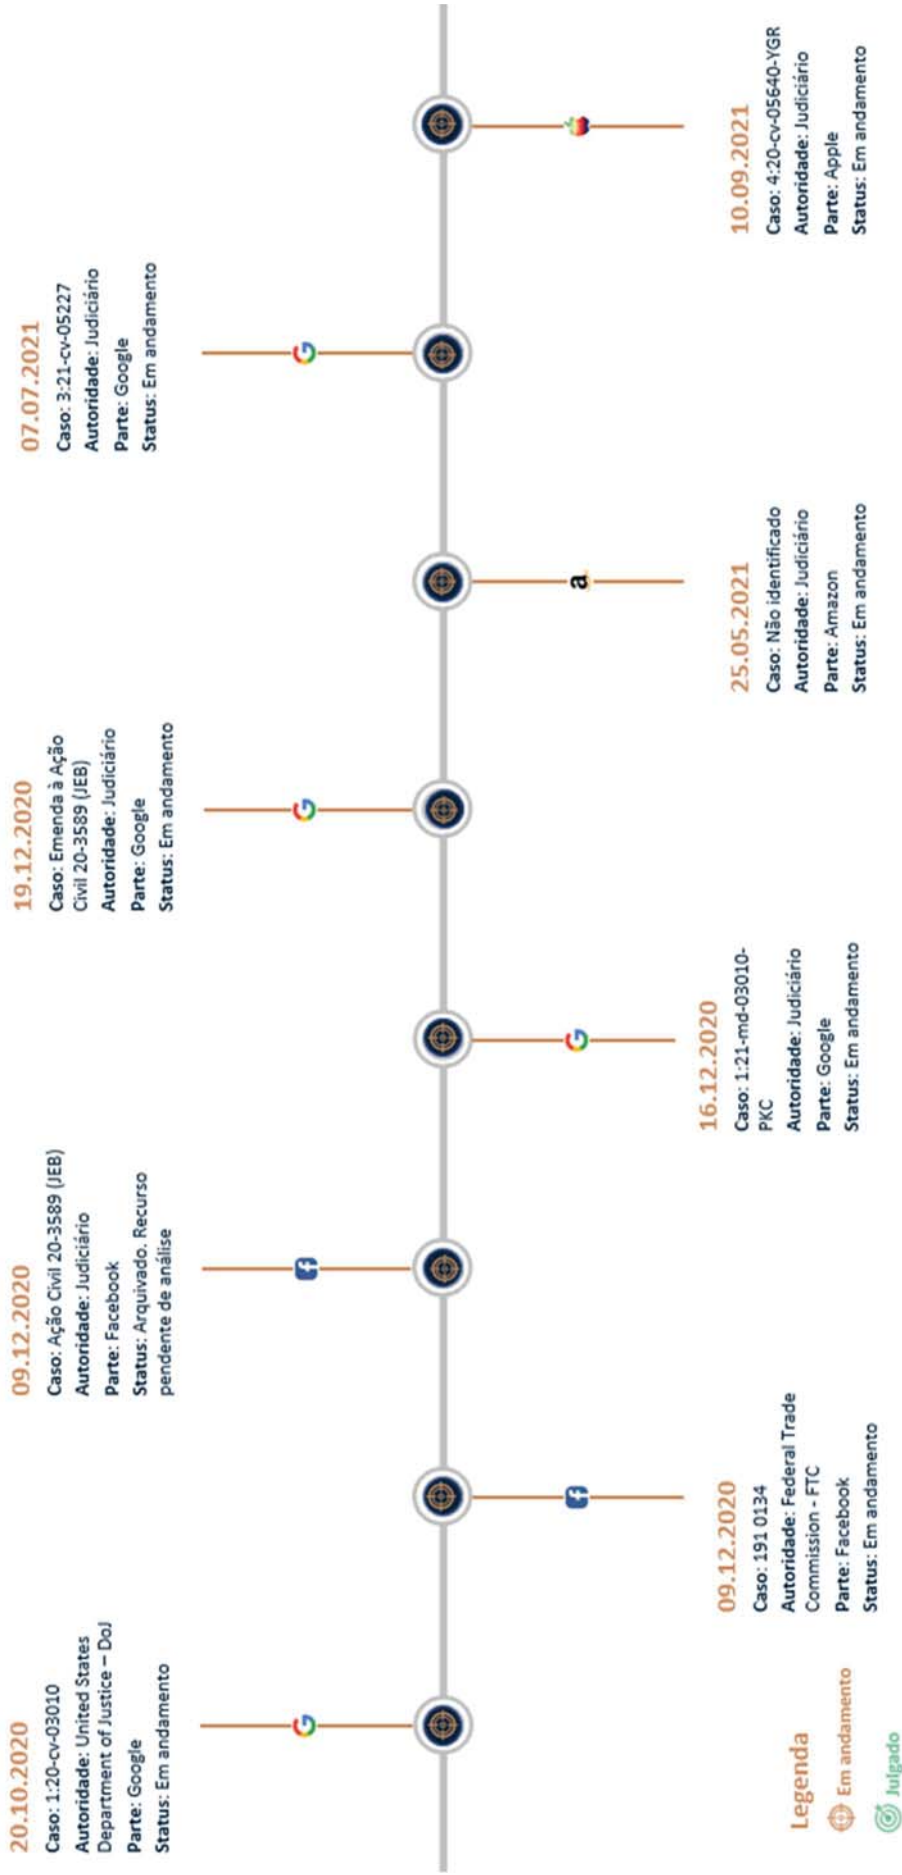 20.10.2020
Caso: 1:20-cv-03010
Autoridade: United States
Department of Justice – DoJ
Parte: Google
Status: Em andamento
09.12.2020
Caso: 191 0134
Autoridade: Federal Trade
Commission - FTC
Parte: Facebook
Status: Em andamento
09.12.2020
Caso: Ação Civil 20-3589 (JEB)
Autoridade: Judiciário
Parte: Facebook
Status: Arquivado. Recurso
pendente de análise
16.12.2020
Caso: 1:21-md-03010-
PKC
Autoridade: Judiciário
Parte: Google
Status: Em andamento
19.12.2020
Caso: Emenda à Ação
Civil 20-3589 (JEB)
Autoridade: Judiciário
Parte: Google
Status: Em andamento
25.05.2021
Caso: Não identificado
Autoridade: Judiciário
Parte: Amazon
Status: Em andamento
07.07.2021
Caso: 3:21-cv-05227
Autoridade: Judiciário
Parte: Google
Status: Em andamento
10.09.2021
Caso: 4:20-cv-05640-YGR
Autoridade: Judiciário
Parte: Apple
Status: Em andamento
G
f
f
G
G
a
G
Legenda
Em andamento
Julgado